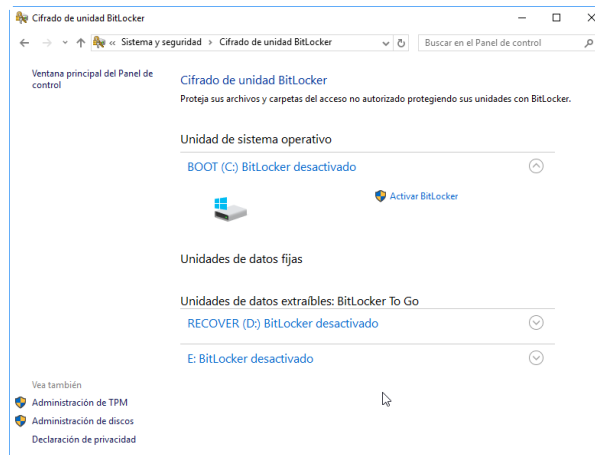 Cifrado de unidad BitLocker
« Sistema y seguridad > Cifrado de unidad BitLocker
Buscar en el Panel de control
Ventana principal del Panel de
control
Cifrado de unidad BitLocker
Proteja sus archivos y carpetas del acceso no autorizado protegiendo sus unidades con BitLocker.
Unidad de sistema operativo
BOOT (C:) BitLocker desactivado
Activar BitLocker
Unidades de datos fijas
Unidades de datos extraíbles: BitLocker To Go
RECOVER (D:) BitLocker desactivado
E: BitLocker desactivado
Vea también
Administración de TPM
Administración de discos
Declaración de privacidad